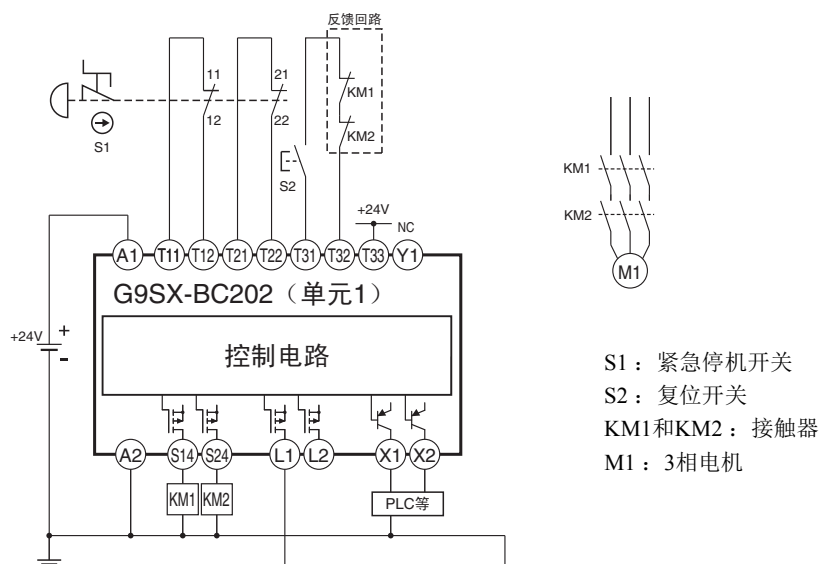 反馈回路
11
21
KM1
12
22
KM2
S1
S2
+24V
NC
A1
T11
T12
T21
T22
T31
T32
T33
Y1
G9SX-BC202（单元1）
+24V
+
-
控制电路
A2
S14
S24
L1
L2
X1
X2
KM1
KM2
PLC等
KM1
KM2
M1
S1： 紧急停机开关
S2： 复位开关
KM1和KM2： 接触器
M1： 3相电机